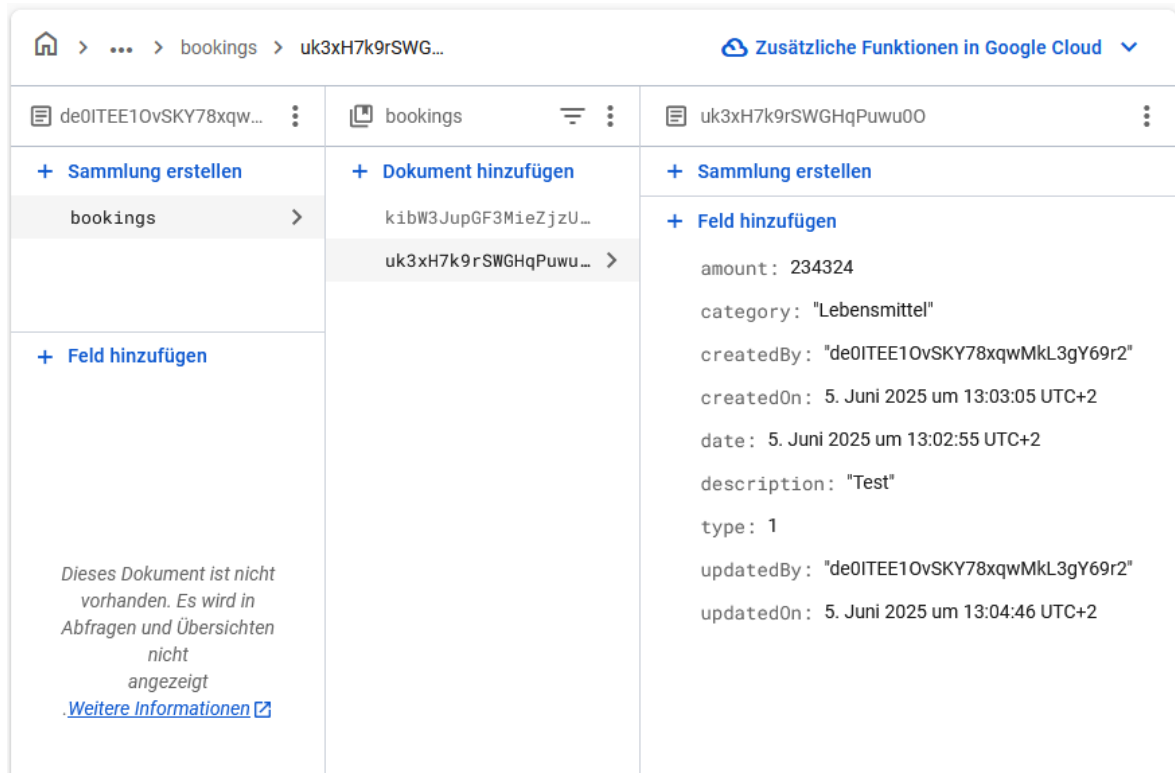 ... bookings uk3xH7k9rSWG…
Zusätzliche Funktionen in Google Cloud
de0ITEE1OvSKY78xqw…
bookings
uk3xH7k9rSWGHqPuwu0O
+ Sammlung erstellen
+ Dokument hinzufügen
+ Sammlung erstellen
bookings
kibW3JupGF3MieZjzU…
uk3xH7k9rSWGHqPuwu…
+ Feld hinzufügen
Dieses Dokument ist nicht
vorhanden. Es wird in
Abfragen und Übersichten
nicht
angezeigt
.Weitere Informationen
+ Feld hinzufügen
amount: 234324
category: "Lebensmittel"
createdBy: "de0ITEE1OvSKY78xqwMkL3gY69r2"
createdOn: 5. Juni 2025 um 13:03:05 UTC+2
date: 5. Juni 2025 um 13:02:55 UTC+2
description: "Test"
type: 1
updatedBy: "de0ITEE1OvSKY78xqwMkL3gY69r2"
updatedOn: 5. Juni 2025 um 13:04:46 UTC+2